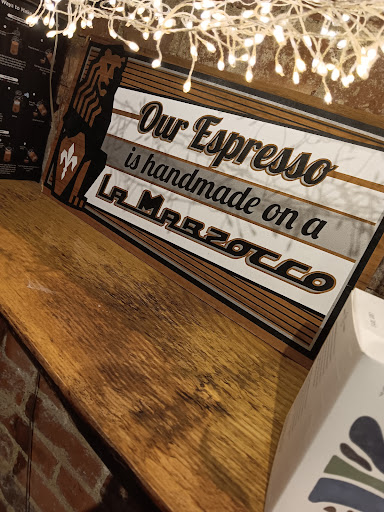 Our Espresso
is handmade on a
La Marzocco